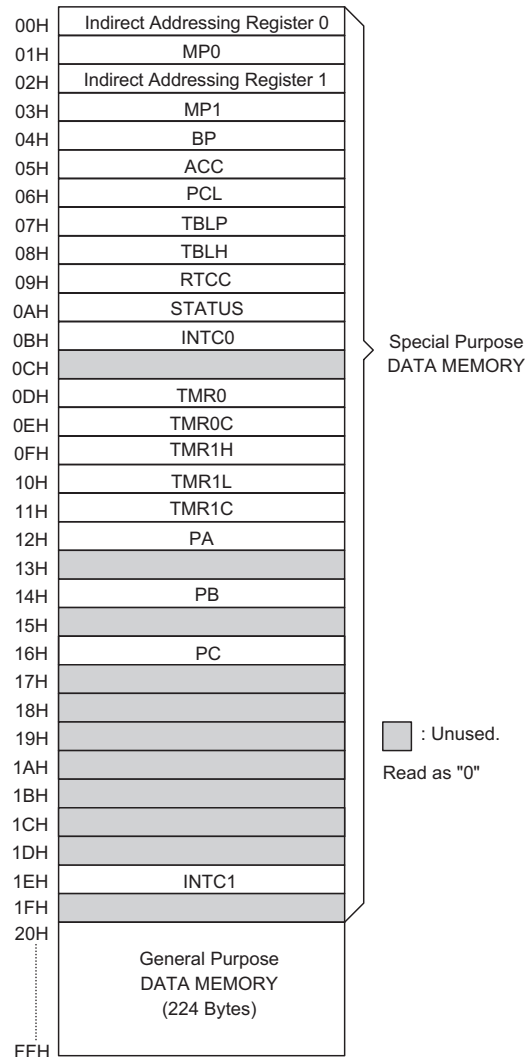 00H Indirect Addressing Register 0
01H MP0
02H Indirect Addressing Register 1
03H MP1
04H BP
05H ACC
06H PCL
07H TBLP
08H TBLH
09H RTCC
0AH STATUS
0BH INTC0
0CH
0DH TMR0
0EH TMR0C
0FH TMR1H
10H TMR1L
11H TMR1C
12H PA
13H
14H PB
15H
16H PC
17H
18H
19H
1AH
1BH
1CH
1DH
1EH INTC1
1FH
20H
General Purpose
DATA MEMORY
(224 Bytes)
FFH
Special Purpose
DATA MEMORY
: Unused.
Read as "0"